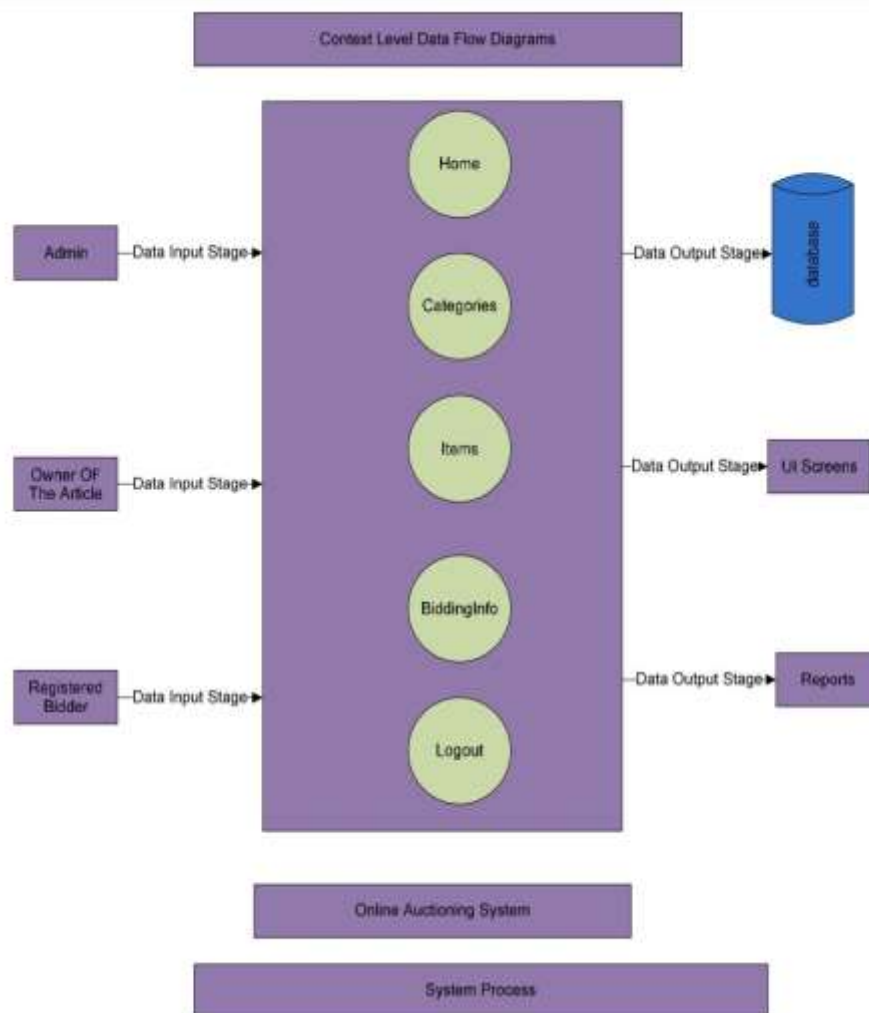 Context Level Data Flow Diagrams
Home
Admin
Data Input Stage
Data Output Stage
database
Categories
Items
Owner OF
The Article
Data Input Stage
Data Output Stage
UI Screens
BiddingInfo
Registered
Bidder
Data Input Stage
Data Output Stage
Reports
Logout
Online Auctioning System
System Process